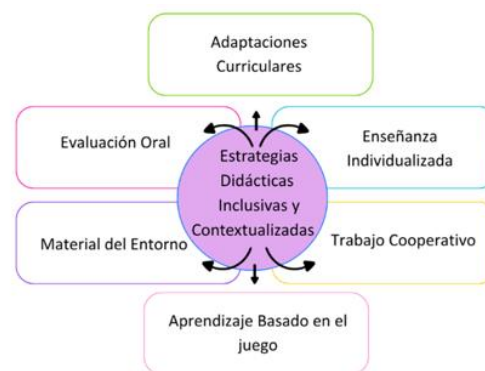 Adaptaciones
Curriculares
Evaluación Oral
Enseñanza
Individualizada
Estrategias
Didácticas
Inclusivas y
Contextualizadas
Material del Entorno
Trabajo Cooperativo
Aprendizaje Basado en el
juego